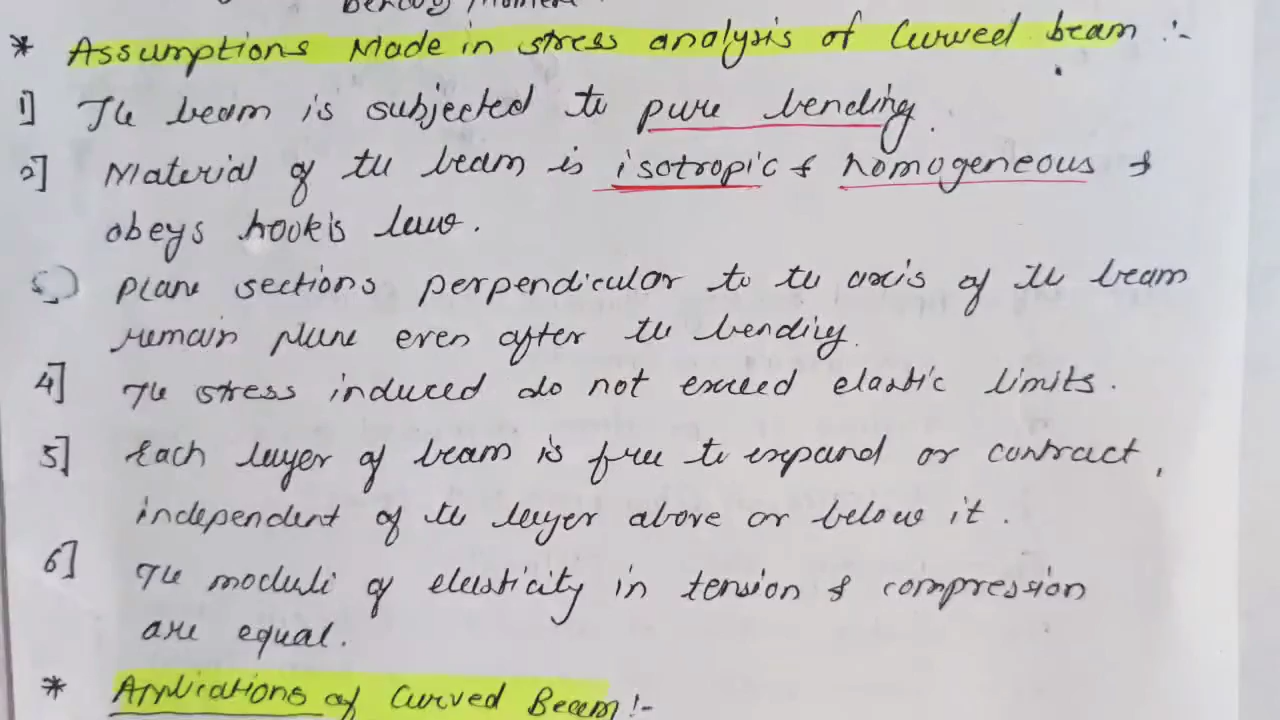 Bending Moment
* Assumptions Made in stress analysis of Curved beam :-
1] The beam is subjected to pure bending.
2] Material of the beam is isotropic & homogeneous &
obeys hook's law.
plane sections perpendicular to the axis of the beam
remain plane even after the bending.
4] The stress induced do not exceed elastic limits.
5] Each layer of beam is free to expand or contract,
independent of the layer above or below it.
6] The moduli of elasticity in tension & compression
are equal.
* Applications of Curved Beam :-